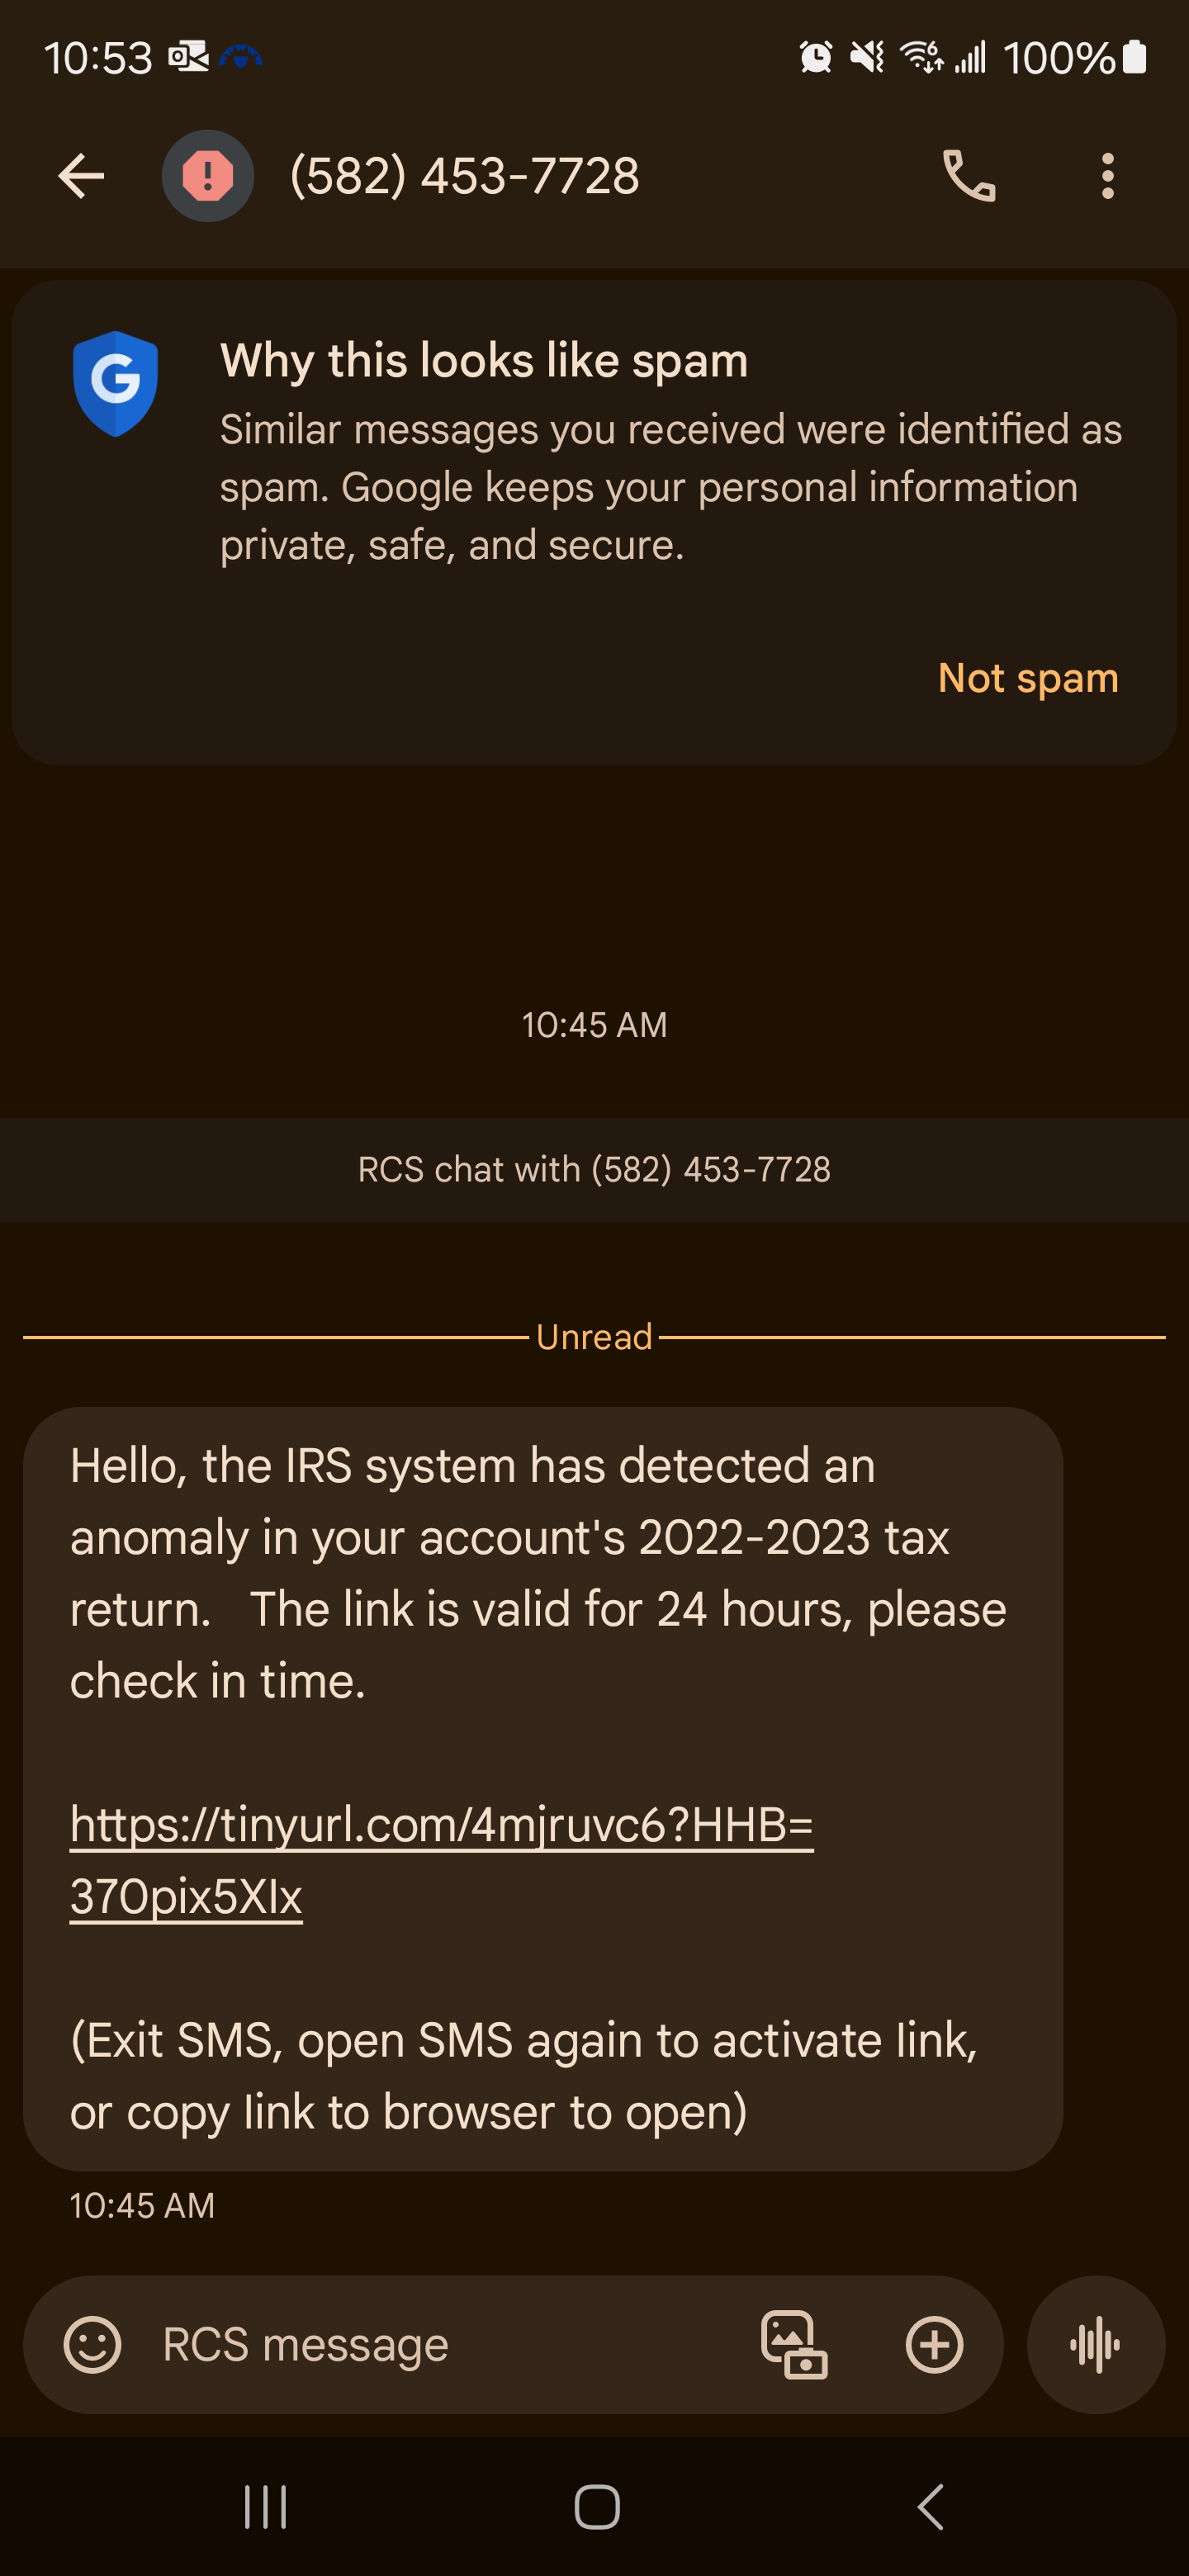 10:53
100%
(582) 453-7728
Why this looks like spam
Similar messages you received were identified as
spam. Google keeps your personal information
private, safe, and secure.
Not spam
10:45 AM
RCS chat with (582) 453-7728
Unread
Hello, the IRS system has detected an
anomaly in your account's 2022-2023 tax
return.   The link is valid for 24 hours, please
check in time.
https://tinyurl.com/4mjruvc6?HHB=
370pix5XIx
(Exit SMS, open SMS again to activate link,
or copy link to browser to open)
10:45 AM
RCS message